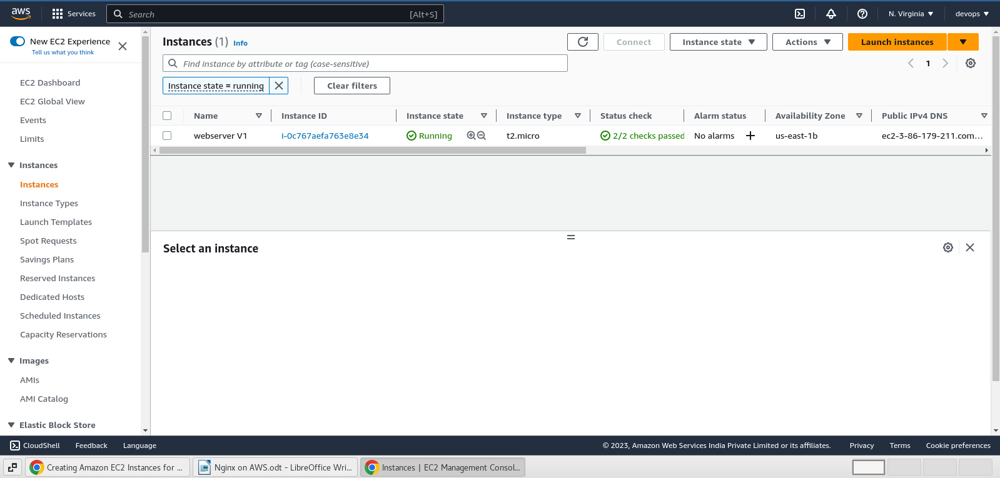 aws Services Search [Alt+S] N. Virginia devops
New EC2 Experience
Tell us what you think
EC2 Dashboard
EC2 Global View
Events
Limits
Instances
Instances
Instance Types
Launch Templates
Spot Requests
Savings Plans
Reserved Instances
Dedicated Hosts
Scheduled Instances
Capacity Reservations
Images
AMIs
AMI Catalog
Elastic Block Store
Instances (1) Info Connect Instance state Actions Launch instances
Find instance by attribute or tag (case-sensitive) 1
Instance state = running Clear filters
Name Instance ID Instance state Instance type Status check Alarm status Availability Zone Public IPv4 DNS
webserver V1 i-0c767aefa763e8e34 Running t2.micro 2/2 checks passed No alarms us-east-1b ec2-3-86-179-211.com...
Select an instance
CloudShell Feedback Language © 2023, Amazon Web Services India Private Limited or its affiliates. Privacy Terms Cookie preferences
Creating Amazon EC2 Instances for ... Nginx on AWS.odt - LibreOffice Wri... Instances | EC2 Management Consol...